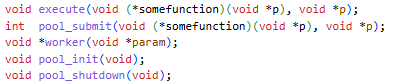 void execute(void (*somefunction)(void *p), void *p);
int  pool_submit(void (*somefunction)(void *p), void *p);
void *worker(void *param);
void pool_init(void);
void pool_shutdown(void);